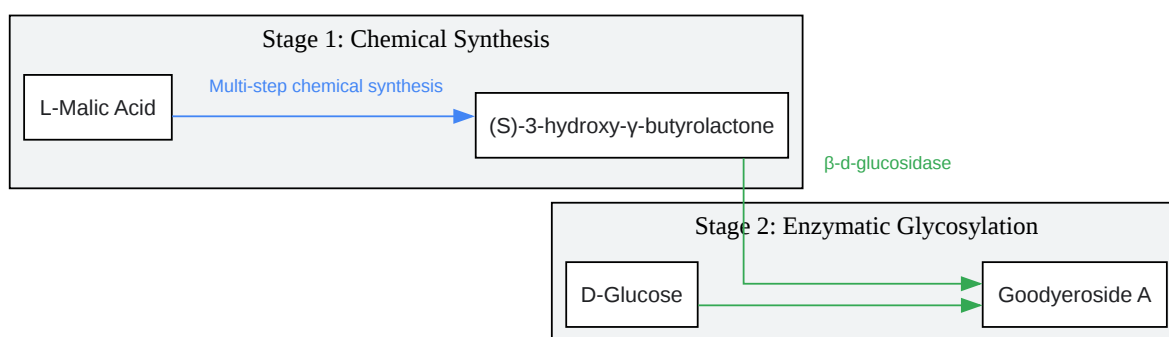 Stage 1: Chemical Synthesis
L-Malic Acid
Multi-step chemical synthesis
(S)-3-hydroxy-γ-butyrolactone
β-d-glucosidase
Stage 2: Enzymatic Glycosylation
D-Glucose
Goodyeroside A